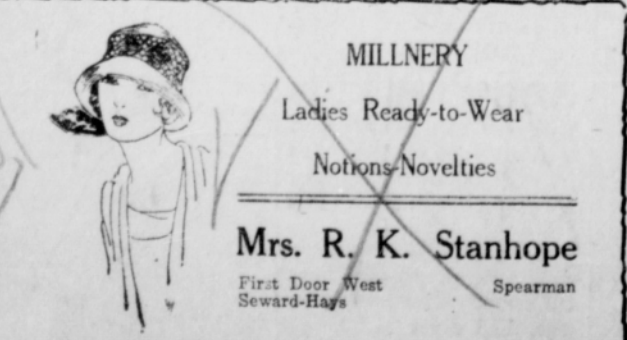 MILLNERY
Ladies Ready-to-Wear
Notions-Novelties
Mrs. R. K. Stanhope
First Door West Spearman
Seward-Hays